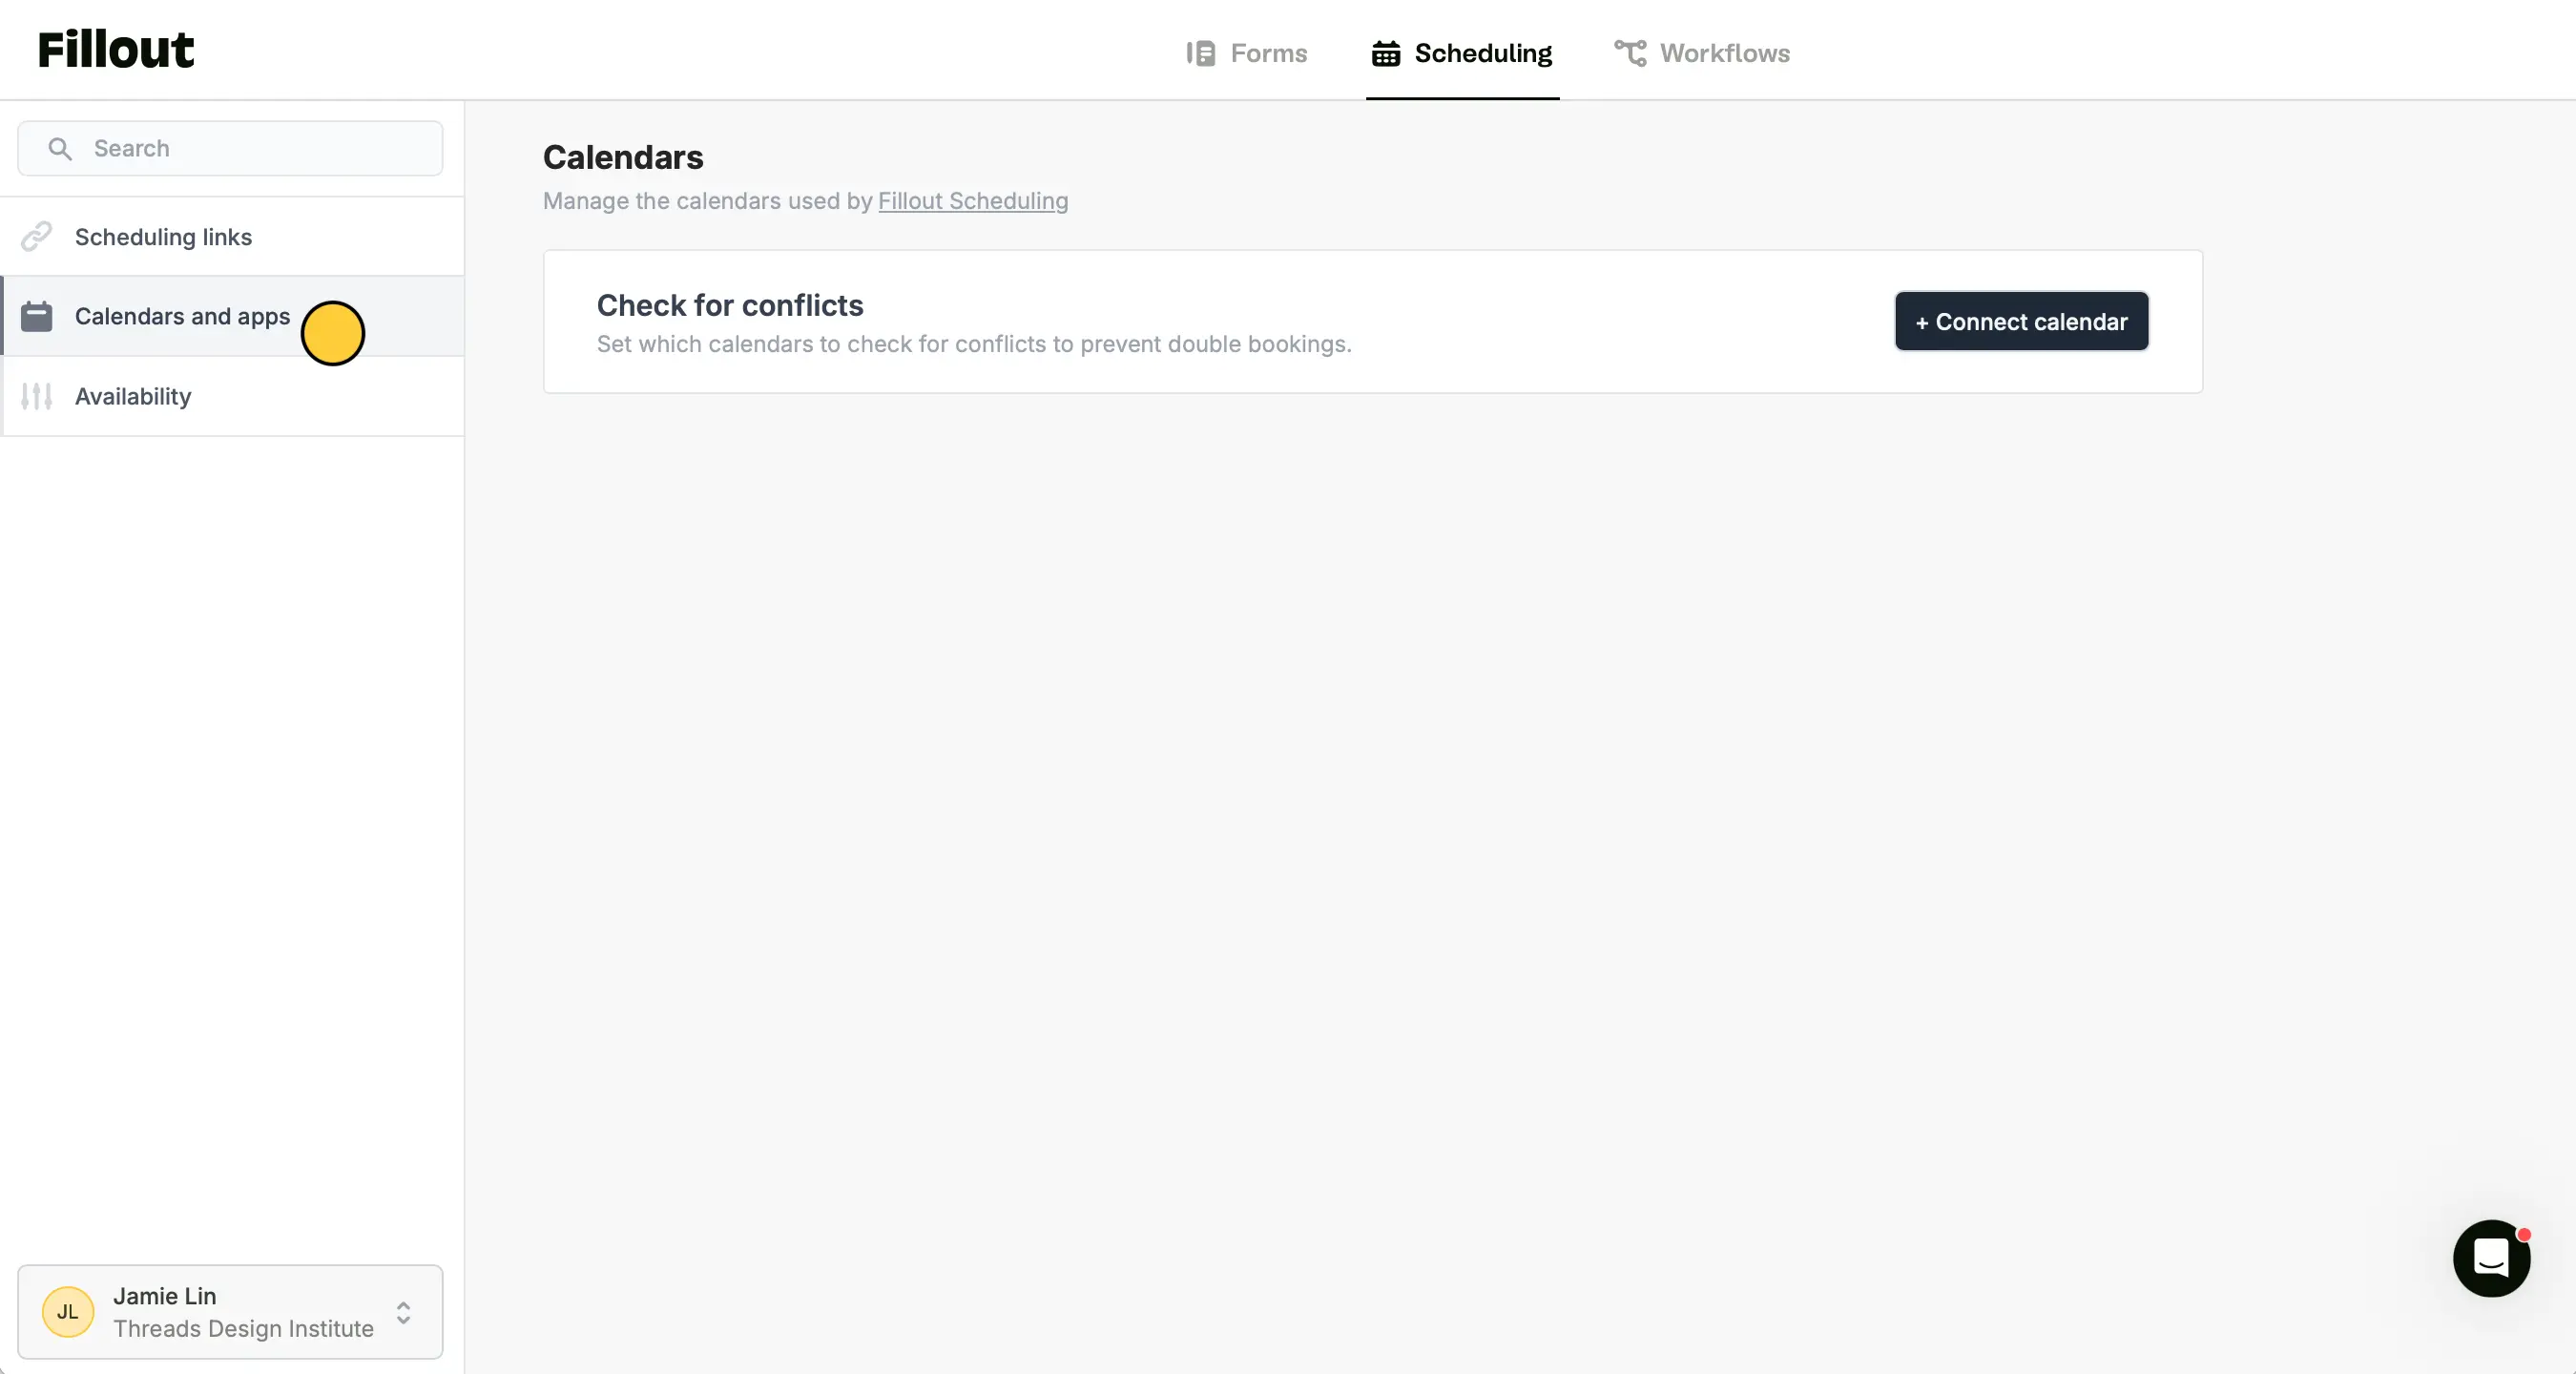 Fillout
Forms
Scheduling
Workflows
Search
Scheduling links
Calendars and apps
Availability
Calendars
Manage the calendars used by Fillout Scheduling
Check for conflicts
Set which calendars to check for conflicts to prevent double bookings.
+ Connect calendar
JL
Jamie Lin
Threads Design Institute